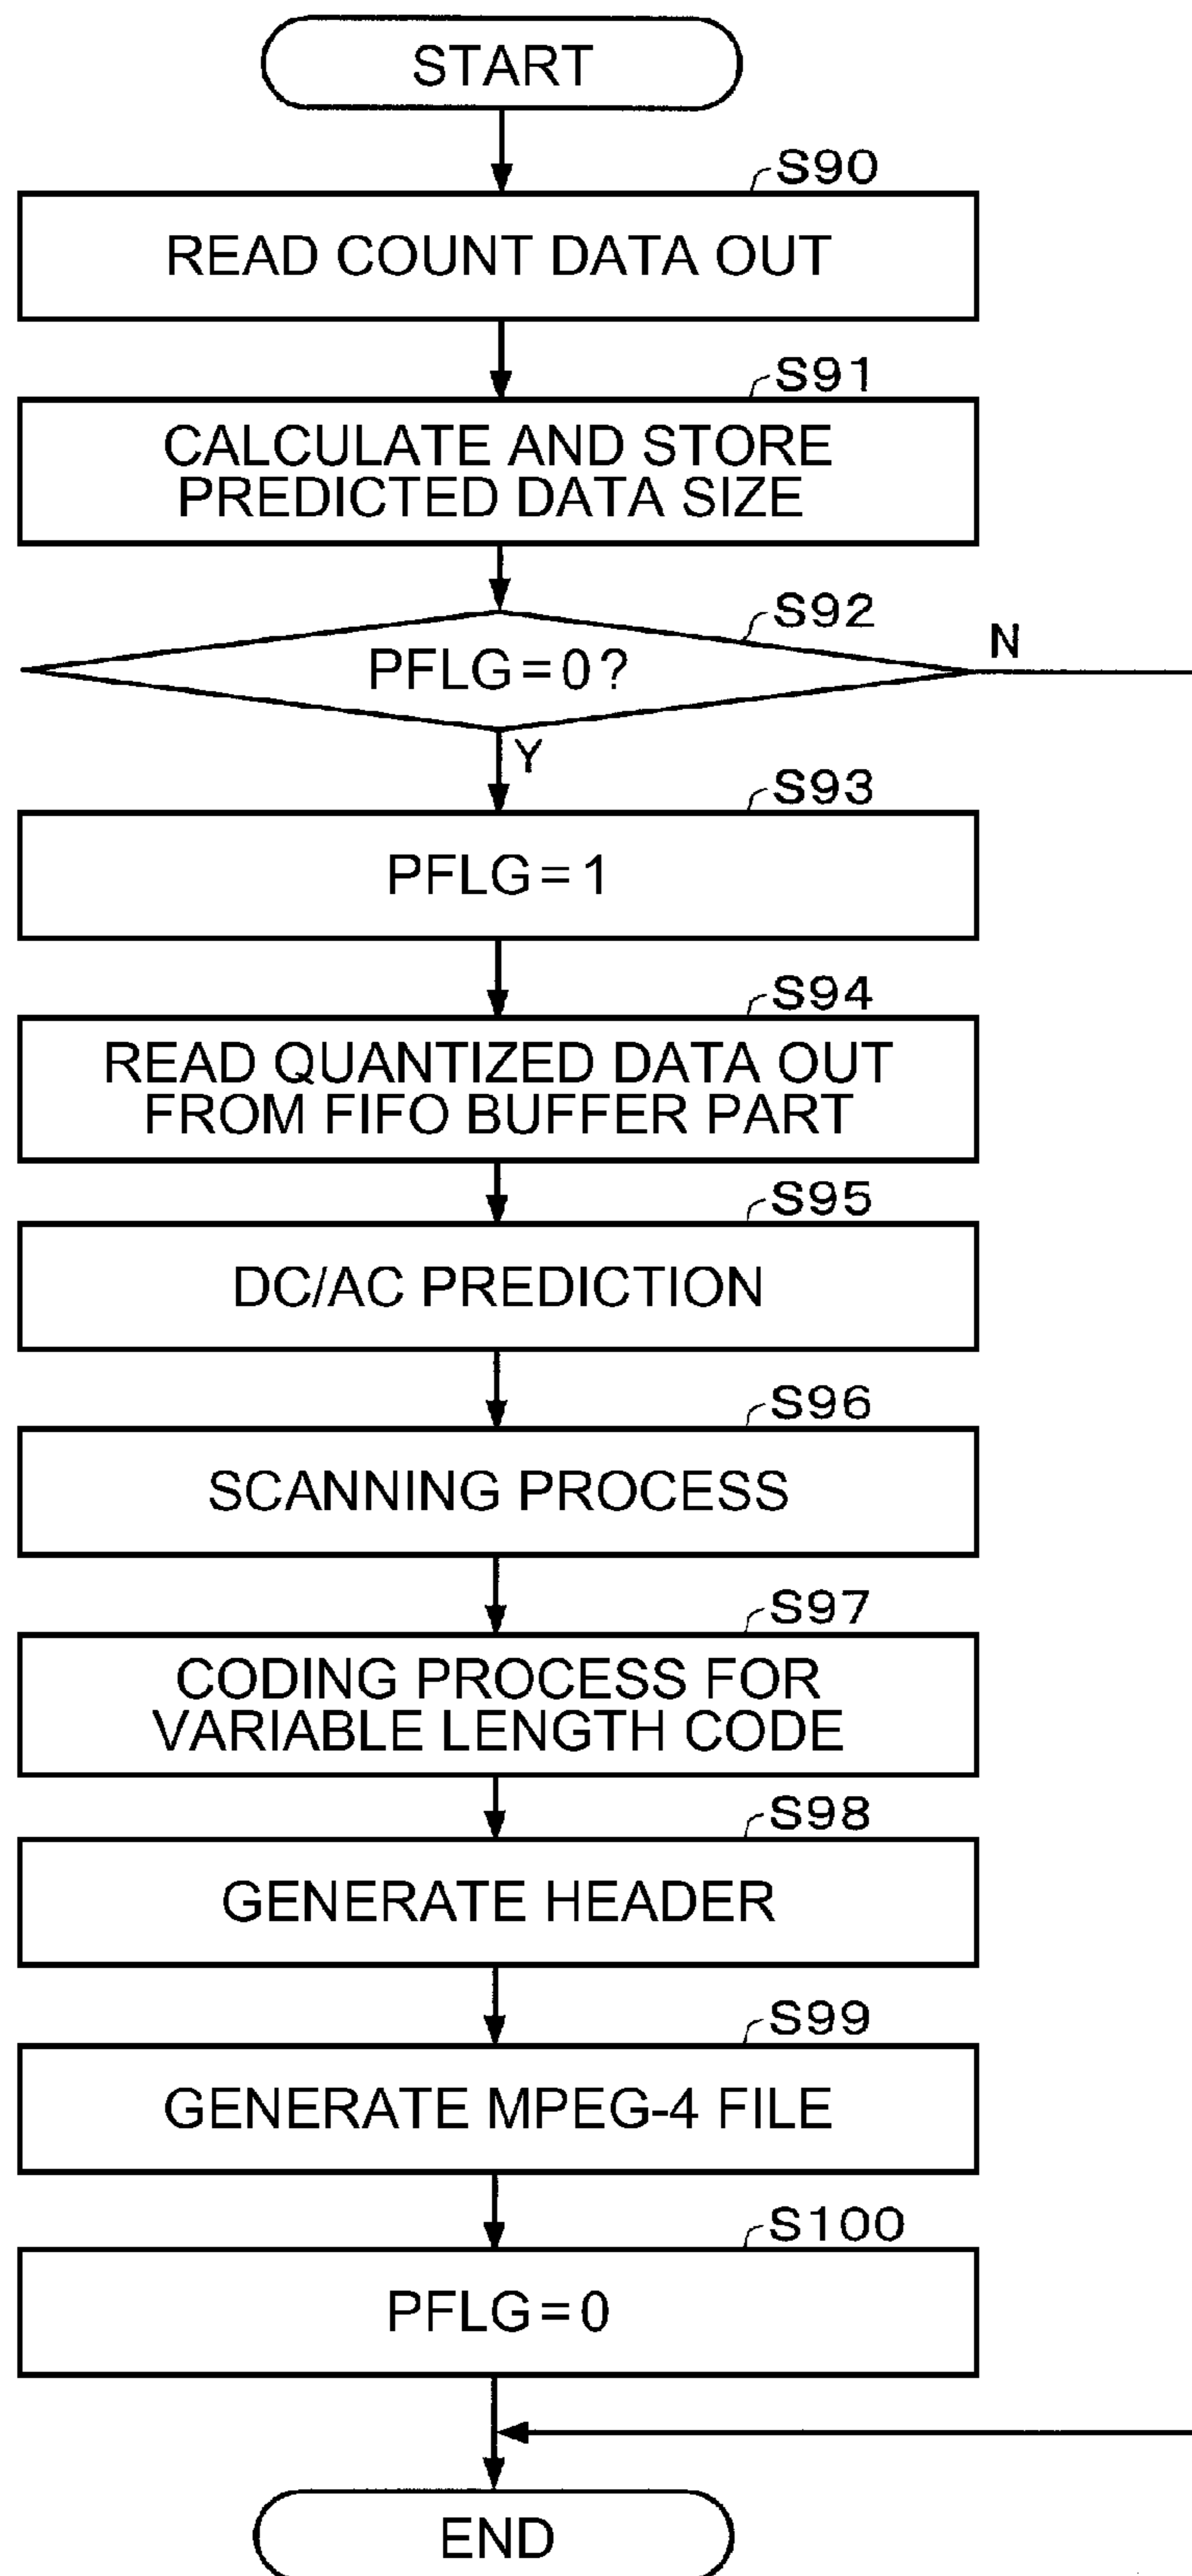 START
S90
READ COUNT DATA OUT
S91
CALCULATE AND STORE
PREDICTED DATA SIZE
S92
PFLG=0?
N
Y
S93
PFLG=1
S94
READ QUANTIZED DATA OUT
FROM FIFO BUFFER PART
S95
DC/AC PREDICTION
S96
SCANNING PROCESS
S97
CODING PROCESS FOR
VARIABLE LENGTH CODE
S98
GENERATE HEADER
S99
GENERATE MPEG-4 FILE
S100
PFLG=0
END